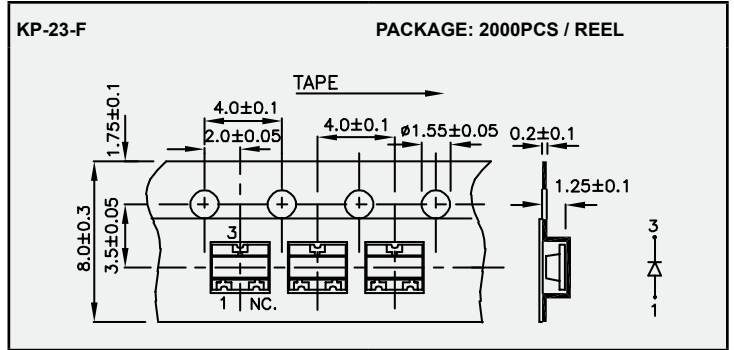 KP-23-F PACKAGE: 2000PCS / REEL
TAPE
1.75±0.1
4.0±0.1
2.0±0.05
4.0±0.1
ø1.55±0.05
0.2±0.1
1.25±0.1
8.0±0.3
3.5±0.05
3
1 NC.
3
1